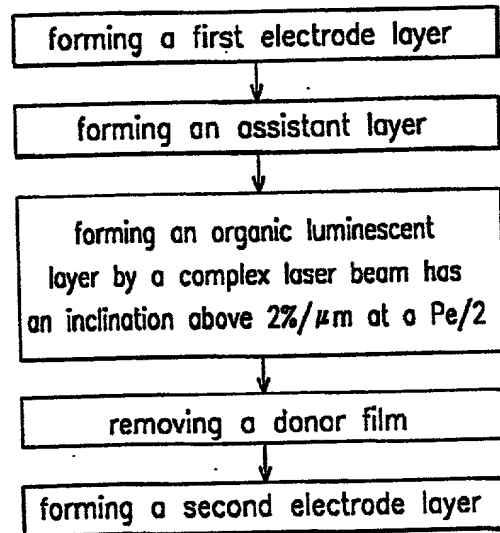 forming a first electrode layer
forming an assistant layer
forming an organic luminescent
layer by a complex laser beam has
an inclination above 2%/μm at a Pe/2
removing a donor film
forming a second electrode layer